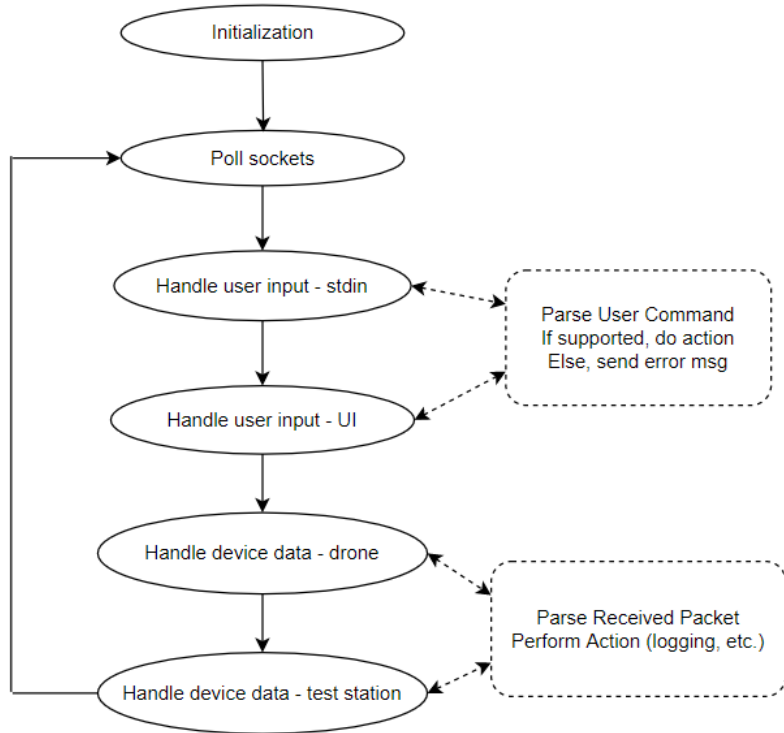 Initialization
Poll sockets
Handle user input - stdin
Parse User Command
If supported, do action
Else, send error msg
Handle user input - UI
Handle device data - drone
Parse Received Packet
Perform Action (logging, etc.)
Handle device data - test station